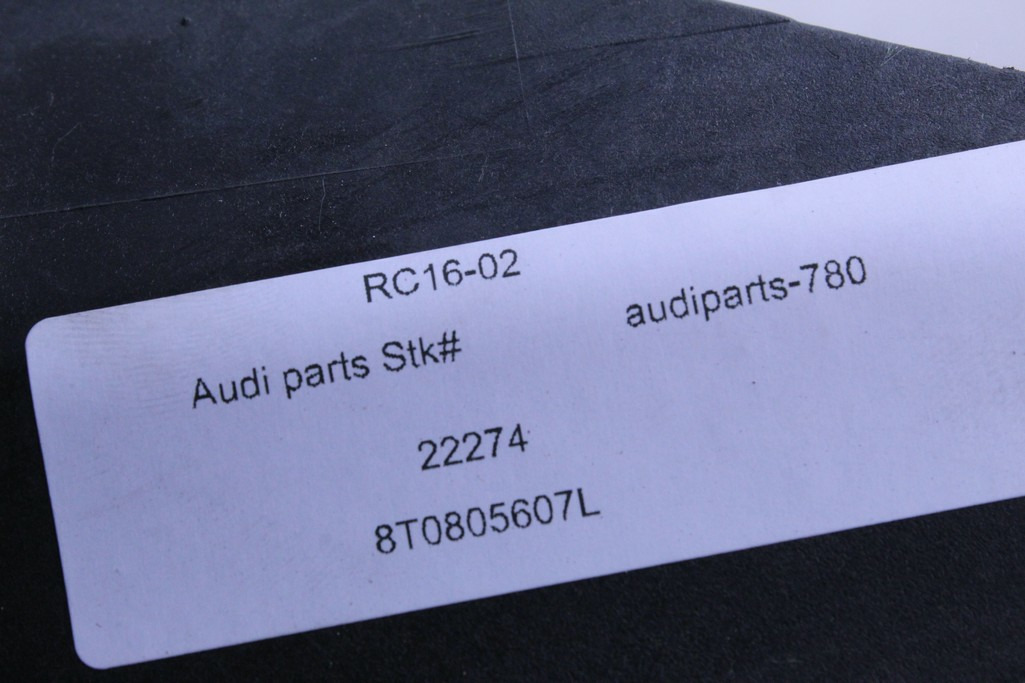 RC16-02
Audi parts Stk# audiparts-780
22274
8T0805607L